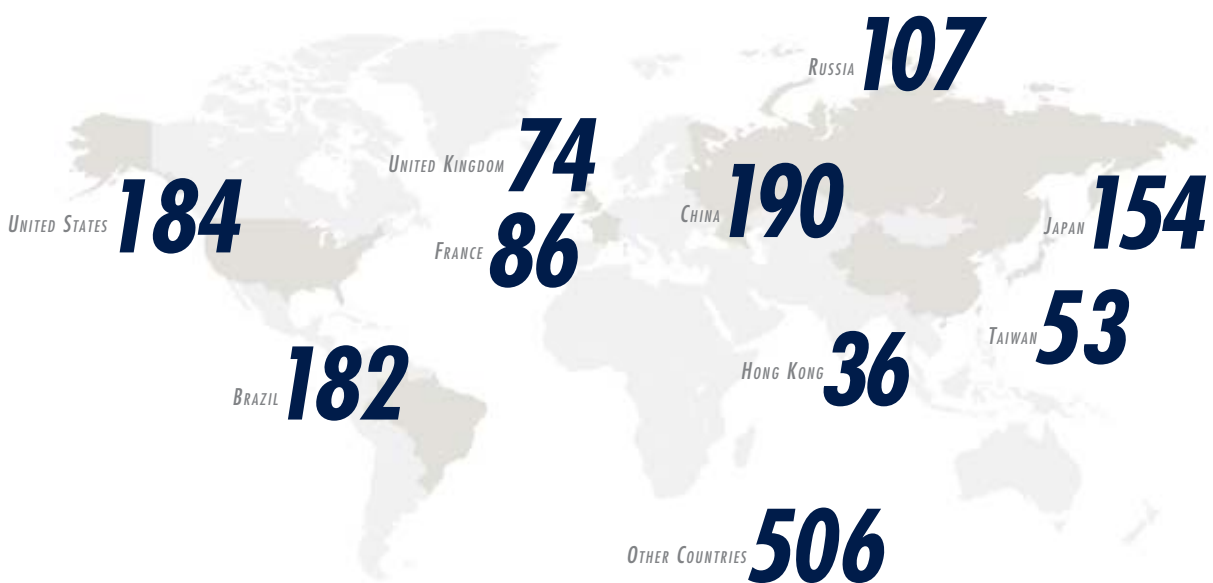 Russia 107
United Kingdom 74
China 190
Japan 154
United States 184
France 86
Taiwan 53
Hong Kong 36
Brazil 182
Other Countries 506